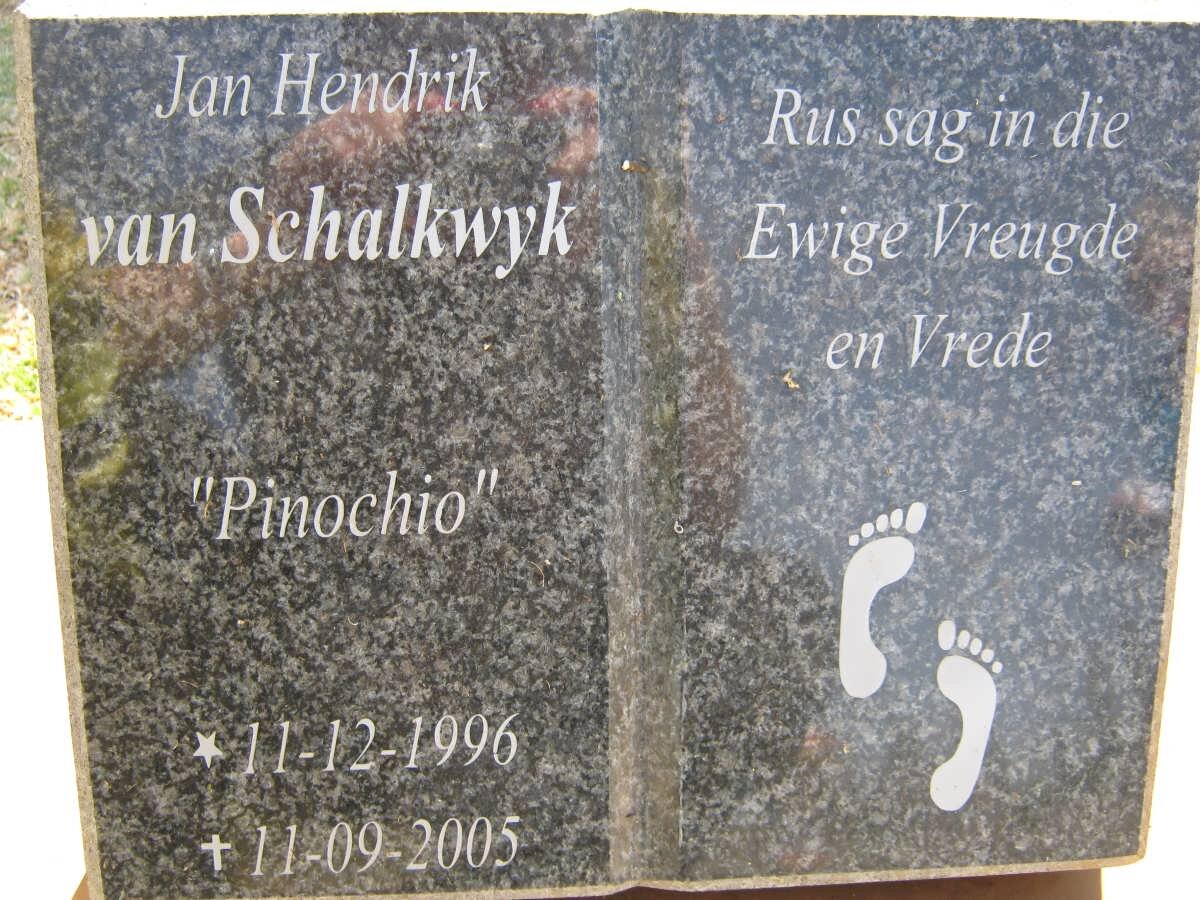 Jan Hendrik
van Schalkwyk
"Pinochio"
11-12-1996
11-09-2005
Rus sag in die
Ewige Vreugde
en Vrede